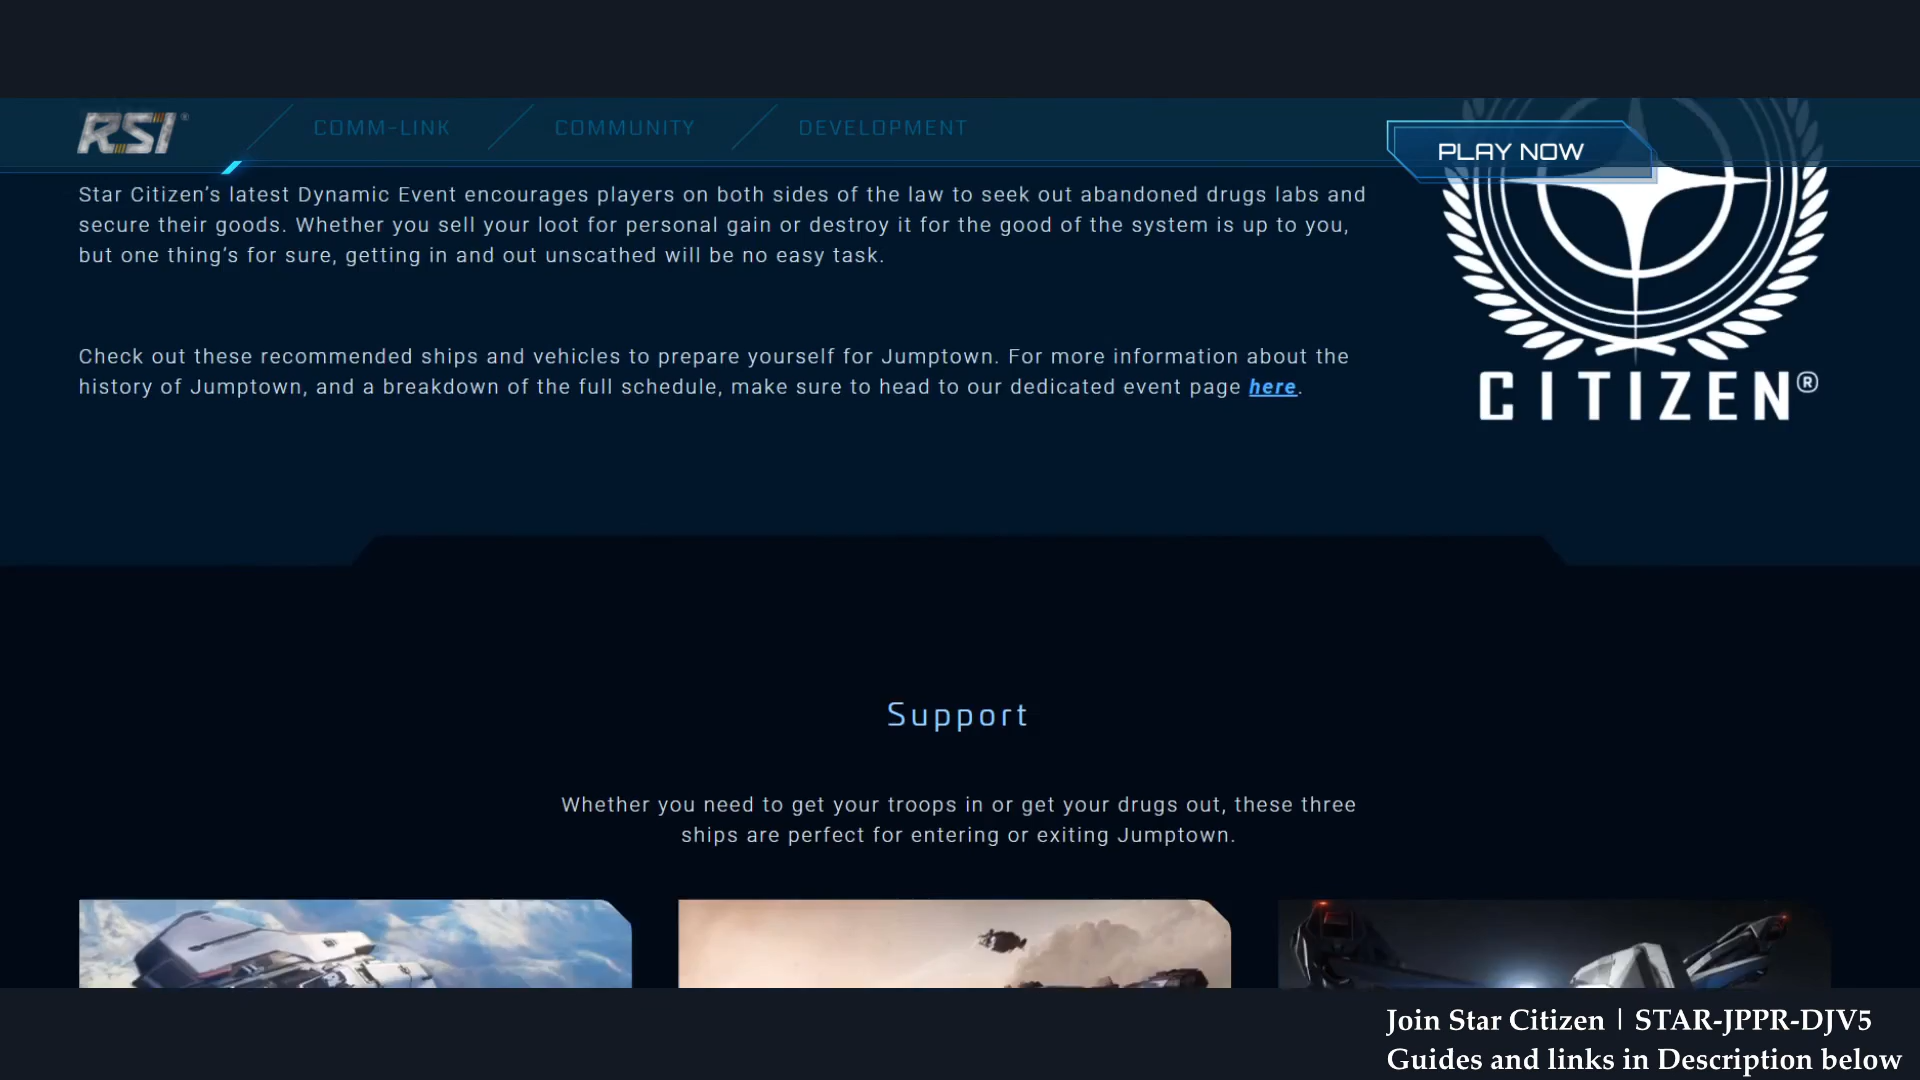 RSI®
COMM-LINK
COMMUNITY
DEVELOPMENT
PLAY NOW
Star Citizen’s latest Dynamic Event encourages players on both sides of the law to seek out abandoned drugs labs and
secure their goods. Whether you sell your loot for personal gain or destroy it for the good of the system is up to you,
but one thing’s for sure, getting in and out unscathed will be no easy task.
Check out these recommended ships and vehicles to prepare yourself for Jumptown. For more information about the
history of Jumptown, and a breakdown of the full schedule, make sure to head to our dedicated event page here.
CITIZEN®
Support
Whether you need to get your troops in or get your drugs out, these three
ships are perfect for entering or exiting Jumptown.
Join Star Citizen | STAR-JPPR-DJV5
Guides and links in Description below